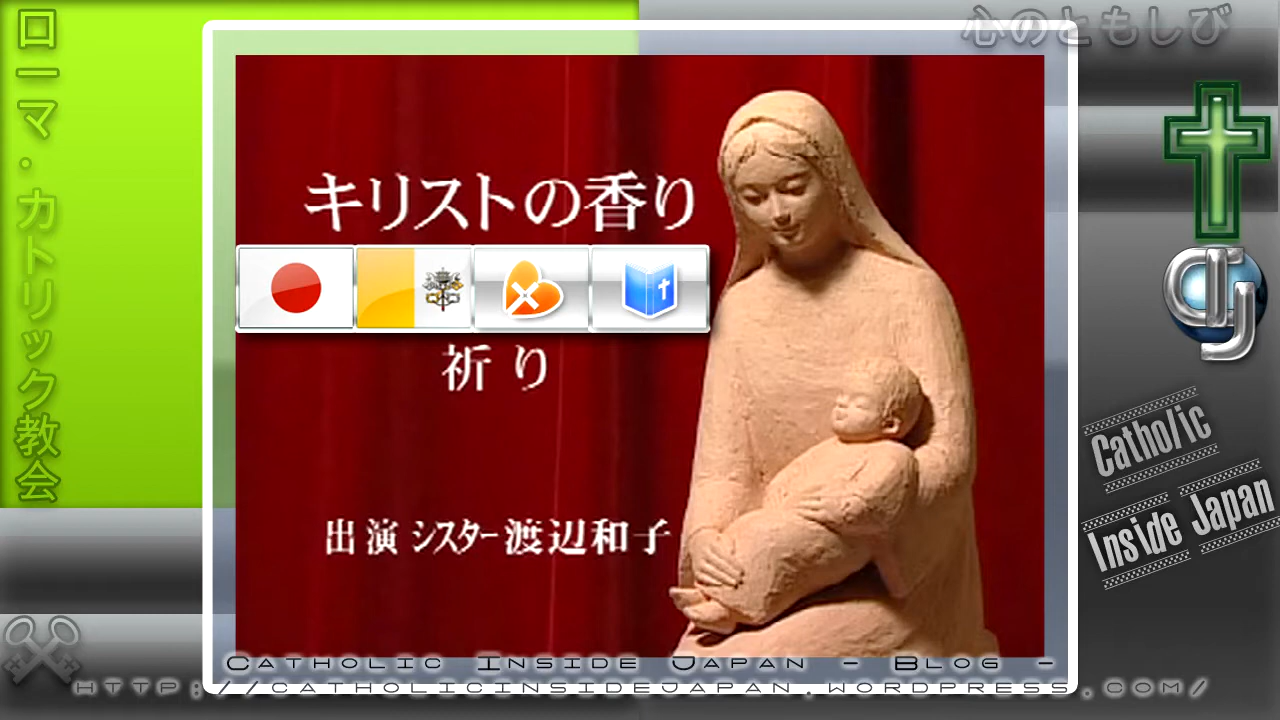 ローマ・カトリック教会
心のともしび
キリストの香り
祈り
出演 シスター渡辺和子
Catholic
Inside Japan
Catholic Inside Japan - Blog -
http://catholicinsidejapan.wordpress.com/